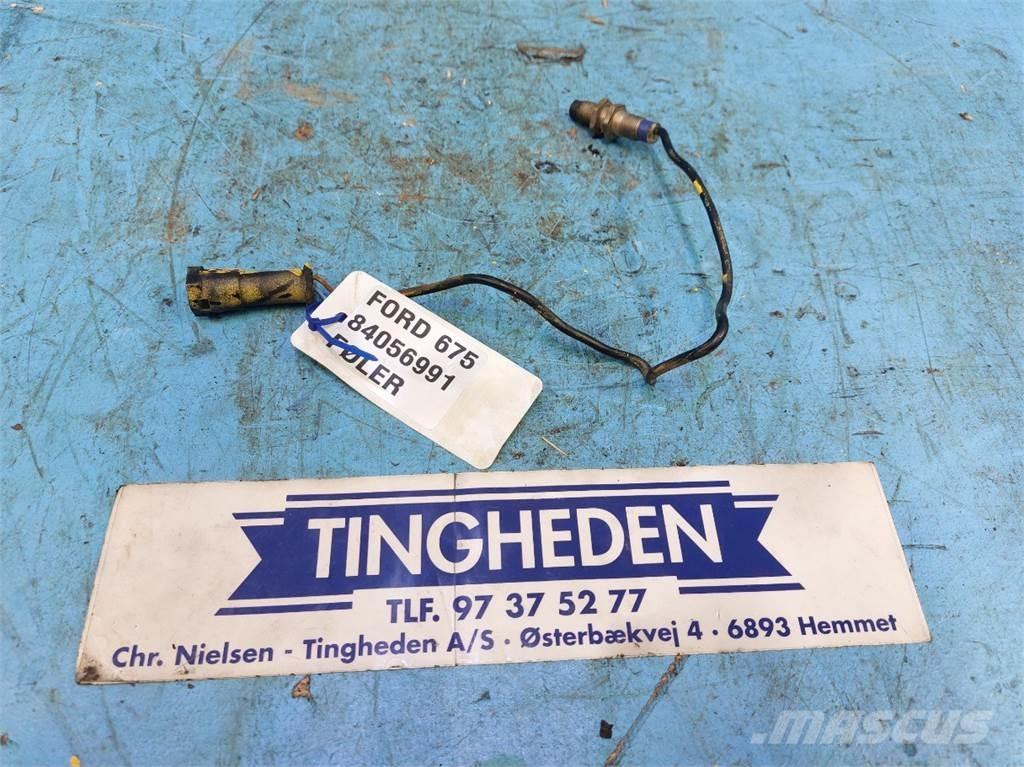 FORD 675
84056991
FØLER
TINGHEDEN
TLF. 97 37 52 77
Chr. Nielsen - Tingheden A/S · Østerbækvej 4 · 6893 Hemmet
MASCUS